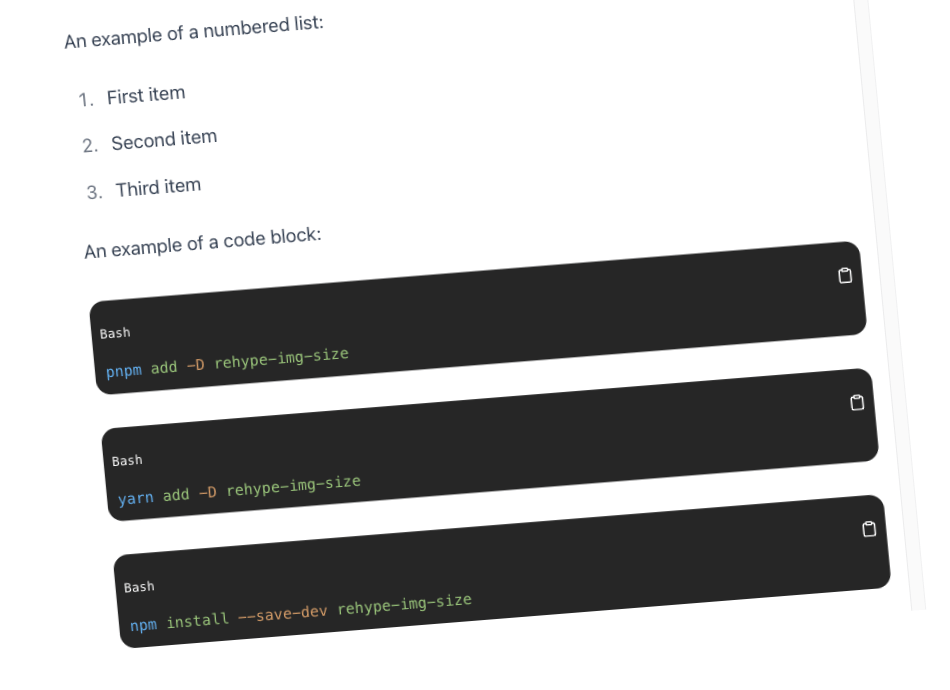 An example of a numbered list:
1. First item
2. Second item
3. Third item
An example of a code block:
Bash
pnpm add -D rehype-img-size
Bash
yarn add -D rehype-img-size
Bash
npm install --save-dev rehype-img-size